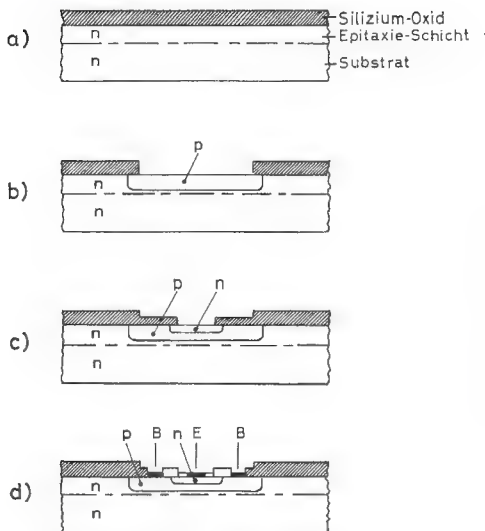 Silizium-Oxid
a) n Epitaxie-Schicht
n Substrat
p
b) n
n
p n
c) n
n
p B n E B
d) n
n